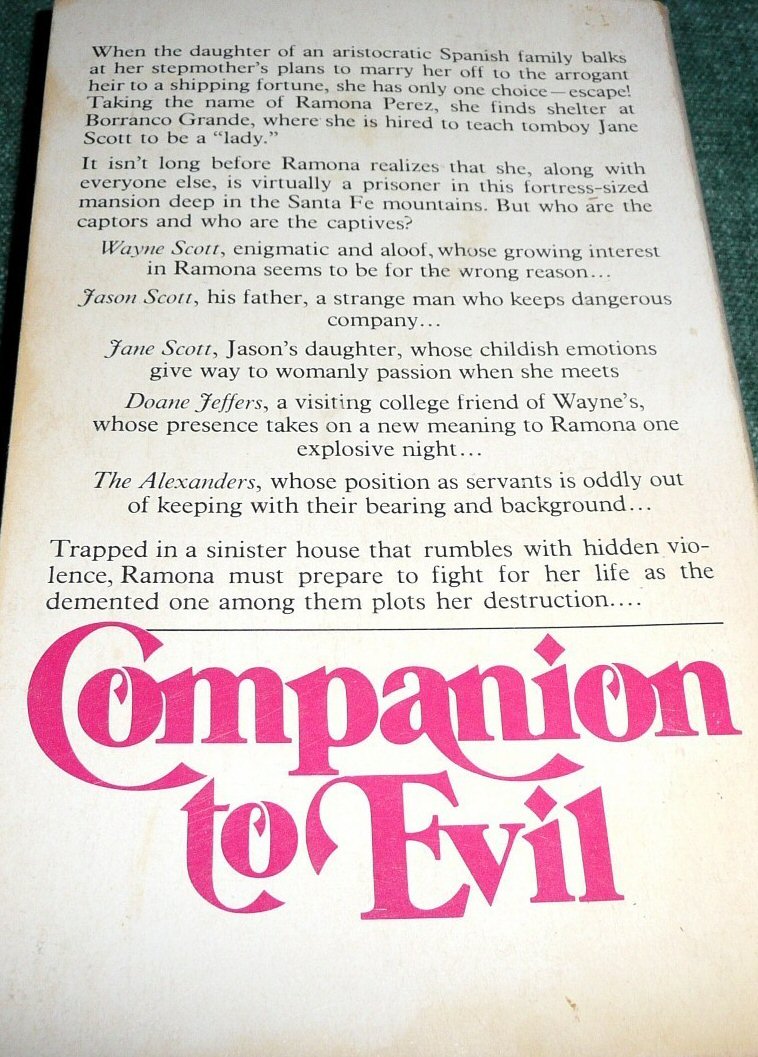 When the daughter of an aristocratic Spanish family balks
at her stepmother's plans to marry her off to the arrogant
heir to a shipping fortune, she has only one choice—escape!
Taking the name of Ramona Perez, she finds shelter at
Borranco Grande, where she is hired to teach tomboy Jane
Scott to be a "lady."
It isn't long before Ramona realizes that she, along with
everyone else, is virtually a prisoner in this fortress-sized
mansion deep in the Santa Fe mountains. But who are the
captors and who are the captives?
Wayne Scott, enigmatic and aloof, whose growing interest
in Ramona seems to be for the wrong reason...
Jason Scott, his father, a strange man who keeps dangerous
company...
Jane Scott, Jason's daughter, whose childish emotions
give way to womanly passion when she meets
Doane Jeffers, a visiting college friend of Wayne's,
whose presence takes on a new meaning to Ramona one
explosive night...
The Alexanders, whose position as servants is oddly out
of keeping with their bearing and background...
Trapped in a sinister house that rumbles with hidden vio-
lence, Ramona must prepare to fight for her life as the
demented one among them plots her destruction....
Companion
to Evil